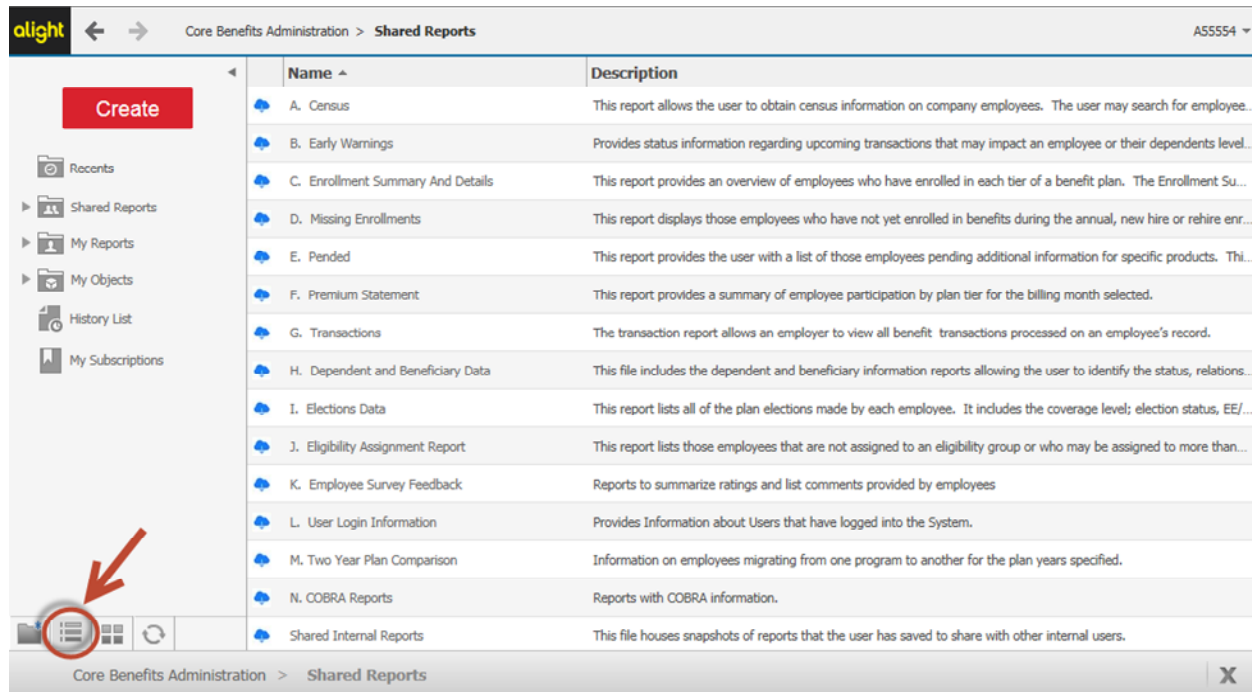 alight Core Benefits Administration > Shared Reports A55554
Name Description
Create
Recents
Shared Reports
My Reports
My Objects
History List
My Subscriptions
A. Census This report allows the user to obtain census information on company employees. The user may search for employee...
B. Early Warnings Provides status information regarding upcoming transactions that may impact an employee or their dependents level...
C. Enrollment Summary And Details This report provides an overview of employees who have enrolled in each tier of a benefit plan. The Enrollment Su...
D. Missing Enrollments This report displays those employees who have not yet enrolled in benefits during the annual, new hire or rehire enr...
E. Pended This report provides the user with a list of those employees pending additional information for specific products. Thi...
F. Premium Statement This report provides a summary of employee participation by plan tier for the billing month selected.
G. Transactions The transaction report allows an employer to view all benefit transactions processed on an employee's record.
H. Dependent and Beneficiary Data This file includes the dependent and beneficiary information reports allowing the user to identify the status, relations...
I. Elections Data This report lists all of the plan elections made by each employee. It includes the coverage level; election status, EE/...
J. Eligibility Assignment Report This report lists those employees that are not assigned to an eligibility group or who may be assigned to more than...
K. Employee Survey Feedback Reports to summarize ratings and list comments provided by employees
L. User Login Information Provides Information about Users that have logged into the System.
M. Two Year Plan Comparison Information on employees migrating from one program to another for the plan years specified.
N. COBRA Reports Reports with COBRA information.
Shared Internal Reports This file houses snapshots of reports that the user has saved to share with other internal users.
Core Benefits Administration > Shared Reports X